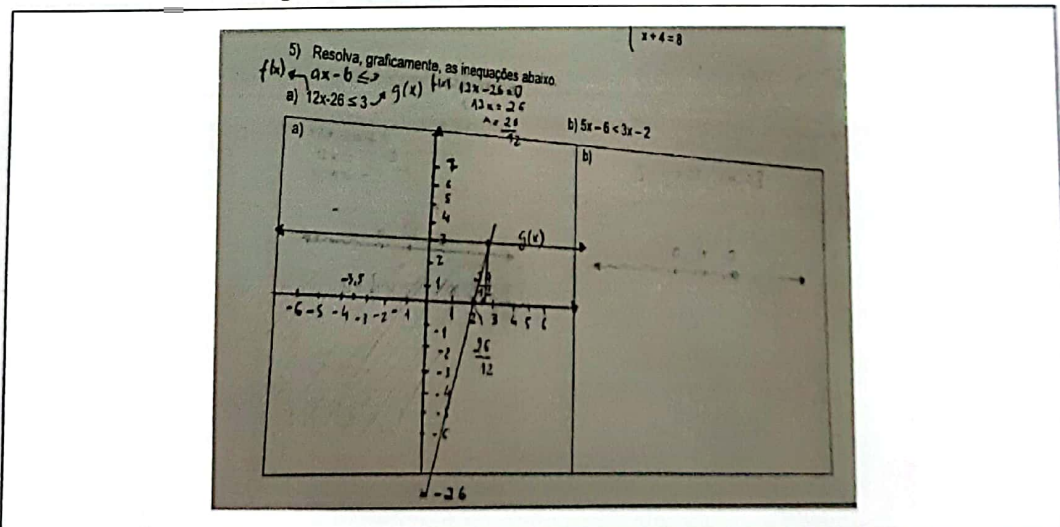 x + 4 = 8
5) Resolva, graficamente, as inequações abaixo.
f(x) ax - b ≤
a) 12x-26 ≤ 3 g(x)
12x - 26 = 0
12x = 26
26
12
b) 5x – 6 < 3x – 2
a)
b)
7
6
5
4
3
g(x)
2
1
-3,5
-6 -5 -4 -3 -2 -1 1 2 3 4 5 6
-1
-2
-3
-4
26
12
-26